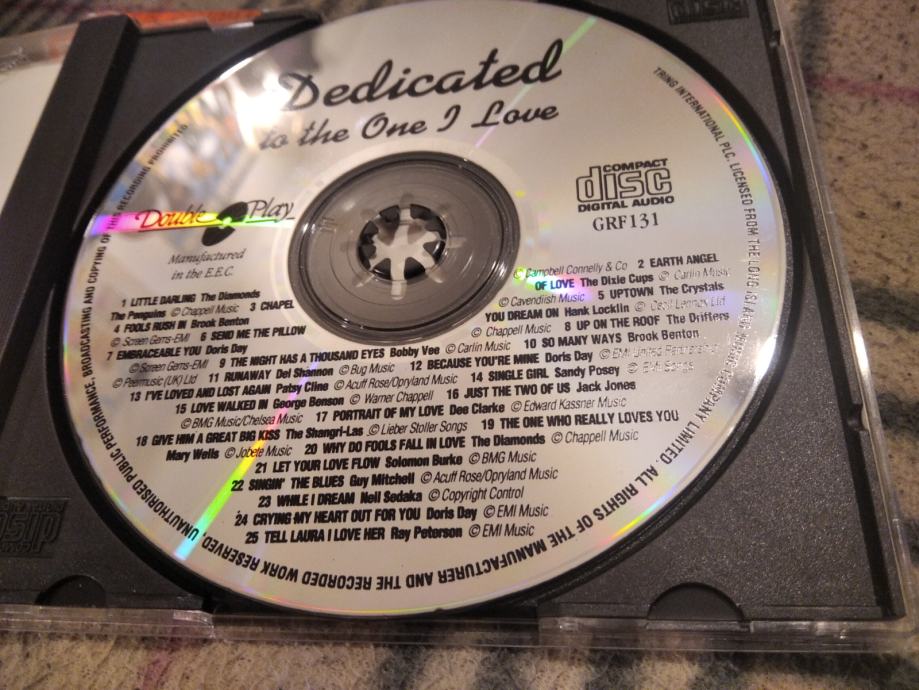 Dedicated
to the One I Love
COMPACT
disc
DIGITAL AUDIO
GRF131
Double Play
Manufactured
in the E.E.C.
1 LITTLE DARLING The Diamonds © Campbell Connelly & Co 2 EARTH ANGEL
The Penguins © Chappell Music 3 CHAPEL OF LOVE The Dixie Cups © Carlin Music
4 FOOLS RUSH IN Brook Benton © Cavendish Music 5 UPTOWN The Crystals
© Screen Gems-EMI 6 SEND ME THE PILLOW YOU DREAM ON Hank Locklin © Cecil Lennox Ltd
7 EMBRACEABLE YOU Doris Day © Chappell Music 8 UP ON THE ROOF The Drifters
© Screen Gems-EMI 9 THE NIGHT HAS A THOUSAND EYES Bobby Vee © Carlin Music 10 SO MANY WAYS Brook Benton
© Peermusic (UK) Ltd 11 RUNAWAY Del Shannon © Bug Music 12 BECAUSE YOU'RE MINE Doris Day © EMI United Partnership
13 I'VE LOVED AND LOST AGAIN Patsy Cline © Acuff Rose/Opryland Music 14 SINGLE GIRL Sandy Posey © EMI Songs
15 LOVE WALKED IN George Benson © Warner Chappell 16 JUST THE TWO OF US Jack Jones
© BMG Music/Chelsea Music 17 PORTRAIT OF MY LOVE Dee Clarke © Edward Kassner Music
18 GIVE HIM A GREAT BIG KISS The Shangri-Las © Lieber Stoller Songs 19 THE ONE WHO REALLY LOVES YOU
Mary Wells © Jobete Music 20 WHY DO FOOLS FALL IN LOVE The Diamonds © Chappell Music
21 LET YOUR LOVE FLOW Solomon Burke © BMG Music
22 SINGIN' THE BLUES Guy Mitchell © Acuff Rose/Opryland Music
23 WHILE I DREAM Neil Sedaka © Copyright Control
24 CRYING MY HEART OUT FOR YOU Doris Day © EMI Music
25 TELL LAURA I LOVE HER Ray Peterson © EMI Music
TRING INTERNATIONAL PLC. LICENSED FROM THE LONG ISLAND MUSIC COMPANY LIMITED. ALL RIGHTS OF THE MANUFACTURER AND THE RECORDED WORK RESERVED. UNAUTHORISED PUBLIC PERFORMANCE, BROADCASTING AND COPYING OF THIS RECORDING PROHIBITED
disc